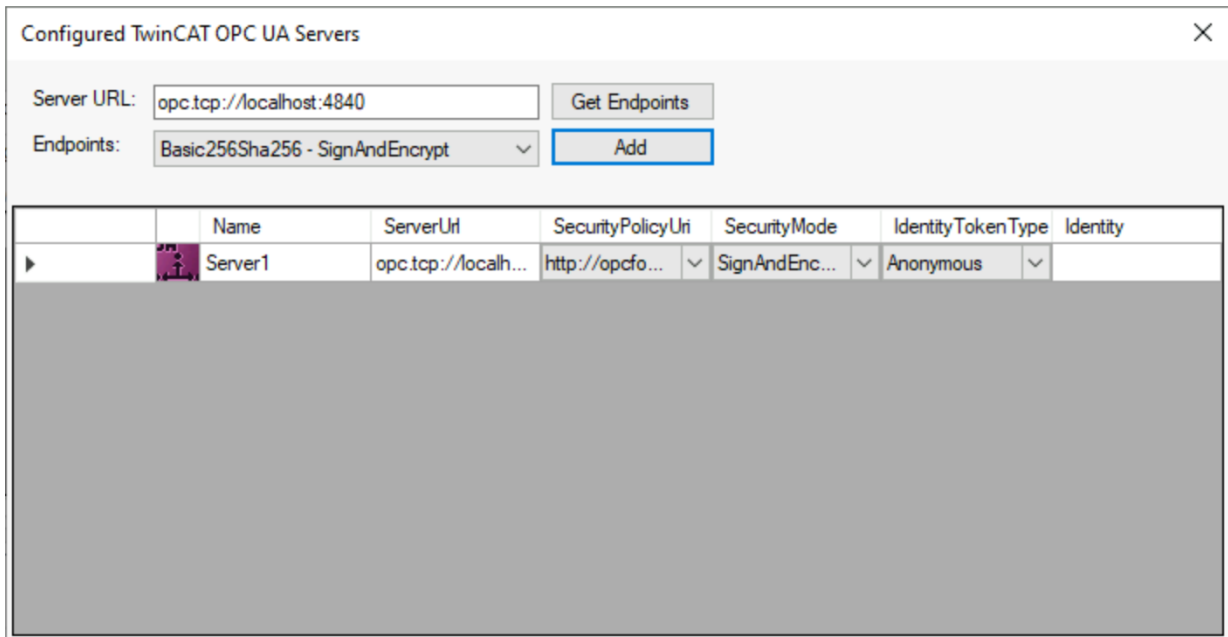 Configured TwinCAT OPC UA Servers
Server URL: opc.tcp://localhost:4840 Get Endpoints
Endpoints: Basic256Sha256 - SignAndEncrypt Add
Name ServerUrl SecurityPolicyUri SecurityMode IdentityTokenType Identity
Server1 opc.tcp://localh... http://opcfo... SignAndEnc... Anonymous